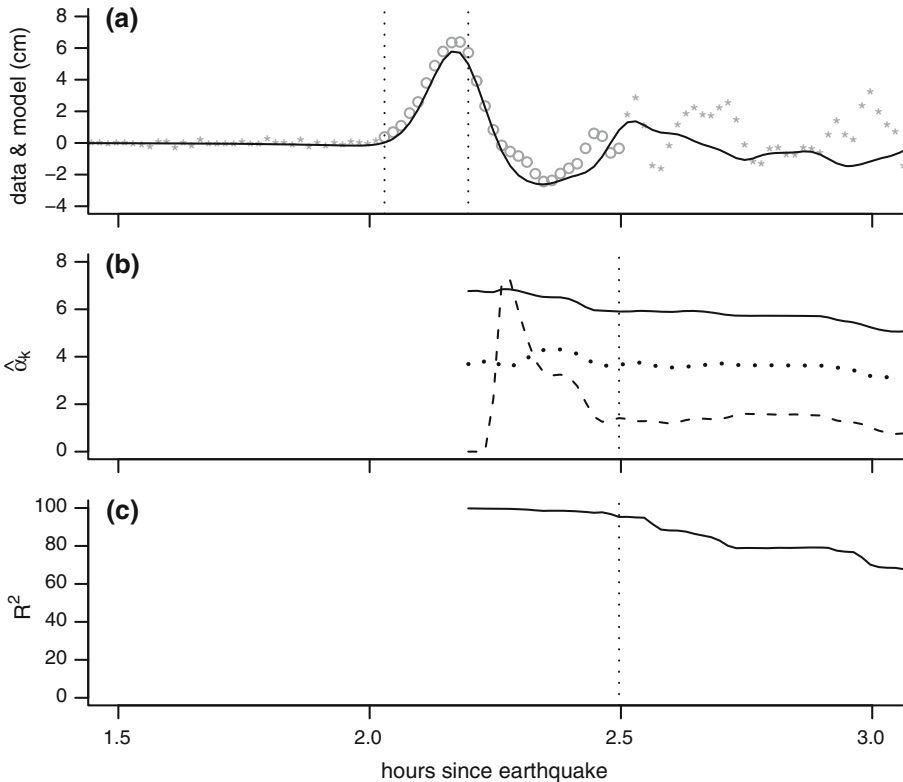 (a)
data & model (cm)
8
6
4
2
0
−2
−4
(b)
α̂k
8
6
4
2
0
(c)
R²
100
80
60
40
20
0
1.5 2.0 2.5 3.0
hours since earthquake